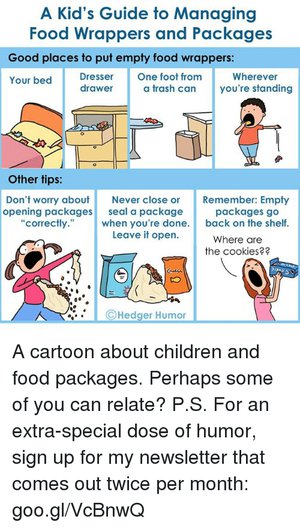 A Kid's Guide to Managing
Food Wrappers and Packages
Good places to put empty food wrappers:
Your bed
Dresser
drawer
One foot from
a trash can
Wherever
you're standing
Other tips:
Don't worry about
opening packages
"correctly."
Never close or
seal a package
when you're done.
Leave it open.
Remember: Empty
packages go
back on the shelf.
Where are
the cookies??
©Hedger Humor
A cartoon about children and
food packages. Perhaps some
of you can relate? P.S. For an
extra-special dose of humor,
sign up for my newsletter that
comes out twice per month:
goo.gl/VcBnwQ